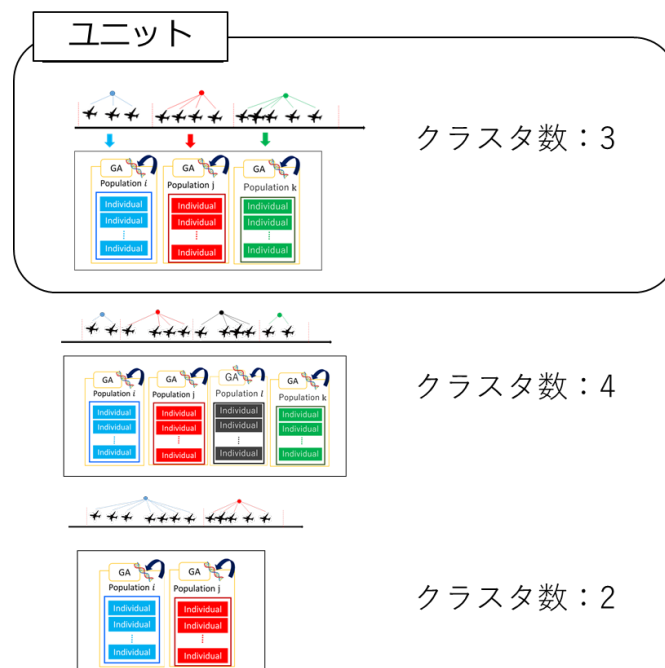 ユニット
クラスタ数：3
GA GA GA
Population i Population j Population k
Individual Individual Individual
Individual Individual Individual
Individual Individual Individual
クラスタ数：4
GA GA GA GA
Population i Population j Population l Population k
Individual Individual Individual Individual
Individual Individual Individual Individual
Individual Individual Individual Individual
クラスタ数：2
GA GA
Population i Population j
Individual Individual
Individual Individual
Individual Individual